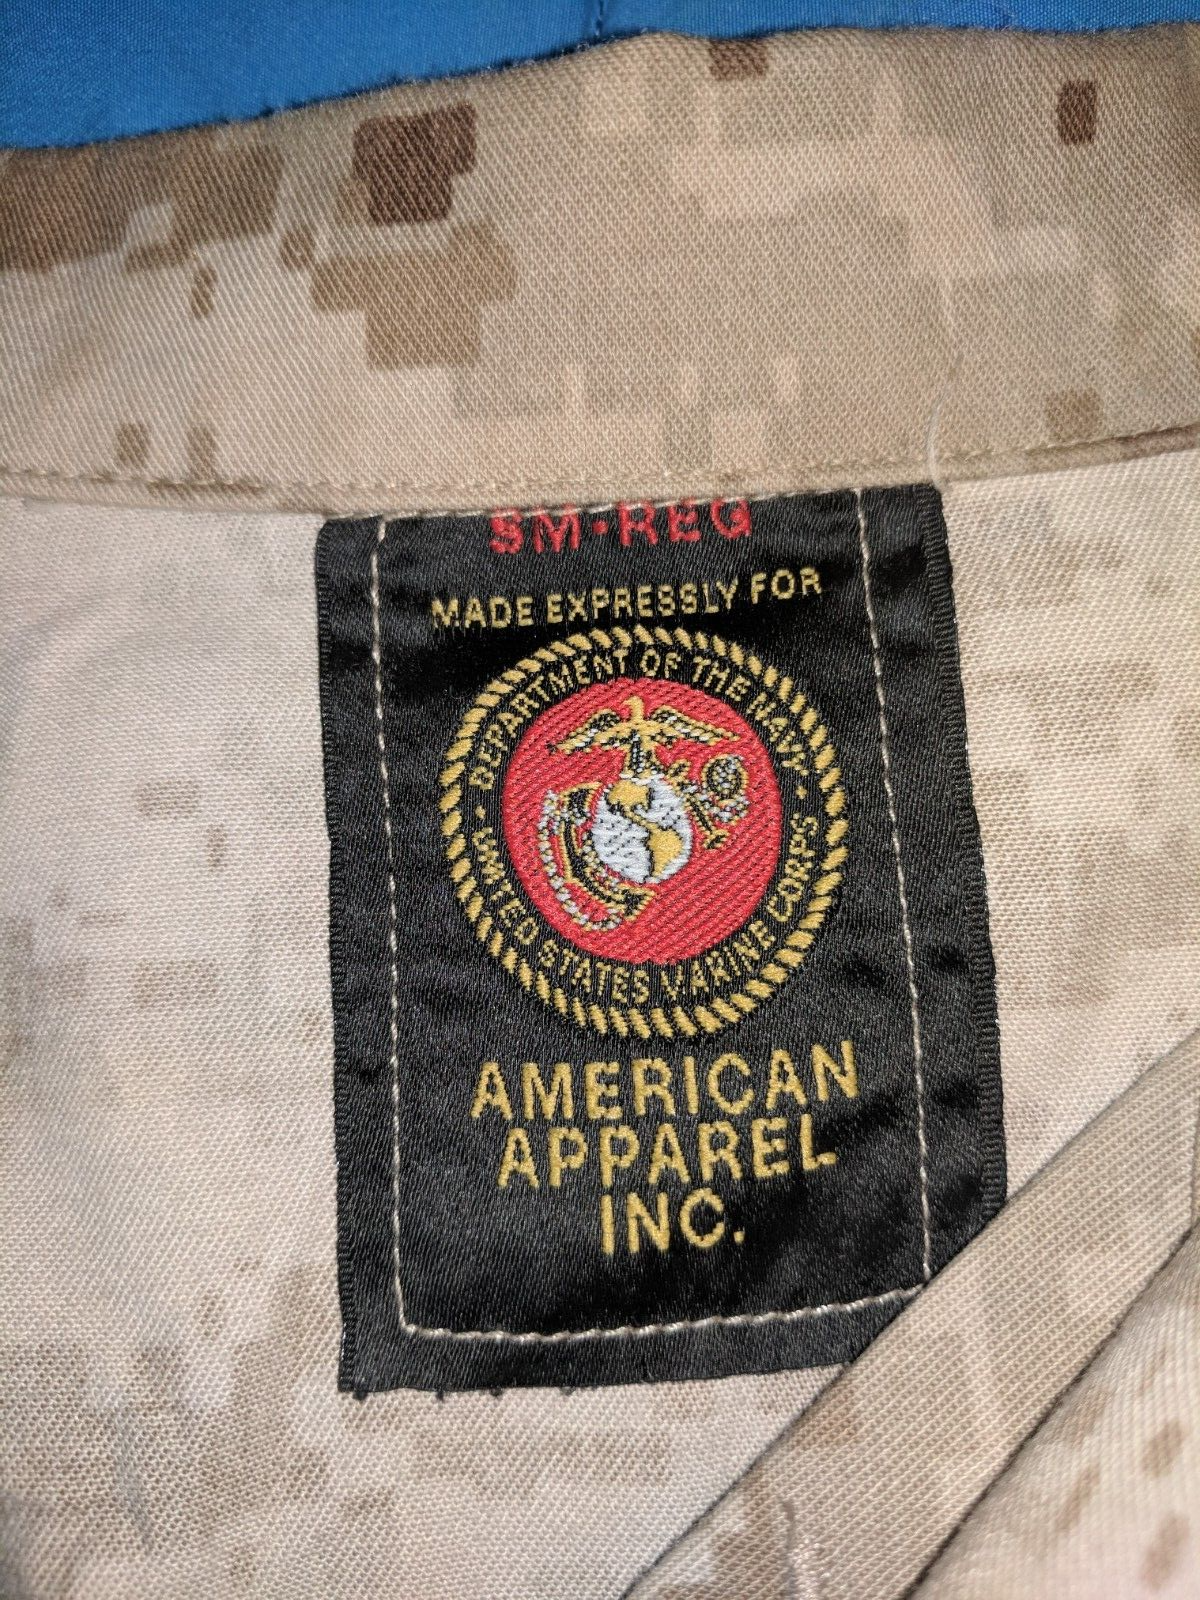 SM-REG
MADE EXPRESSLY FOR
DEPARTMENT OF THE NAVY
UNITED STATES MARINE CORPS
AMERICAN
APPAREL
INC.